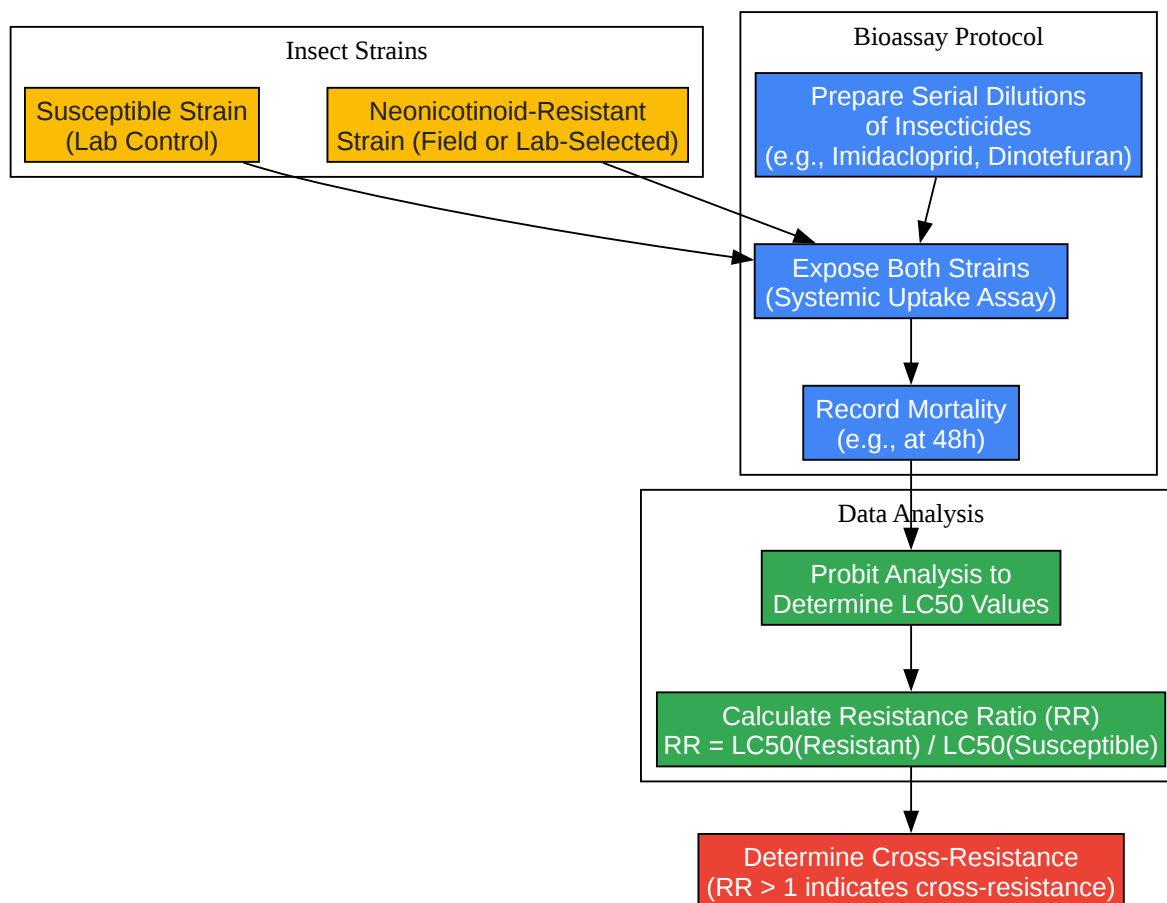 Insect Strains
Susceptible Strain
(Lab Control)
Neonicotinoid-Resistant
Strain (Field or Lab-Selected)
Bioassay Protocol
Prepare Serial Dilutions
of Insecticides
(e.g., Imidacloprid, Dinotefuran)
Expose Both Strains
(Systemic Uptake Assay)
Record Mortality
(e.g., at 48h)
Data Analysis
Probit Analysis to
Determine LC50 Values
Calculate Resistance Ratio (RR)
RR = LC50(Resistant) / LC50(Susceptible)
Determine Cross-Resistance
(RR > 1 indicates cross-resistance)